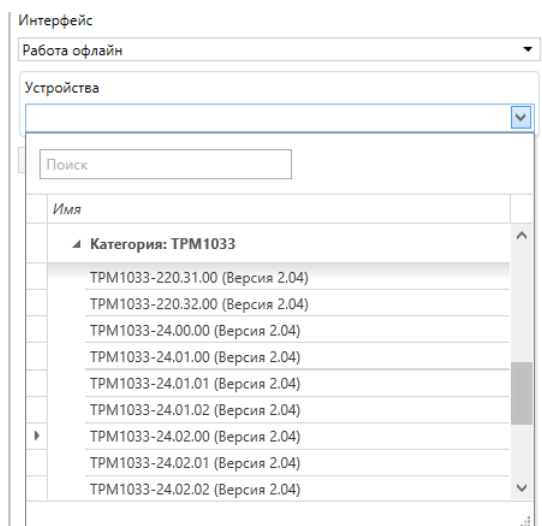 Интерфейс
Работа офлайн
Устройства
Поиск
Имя
Категория: ТРМ1033
ТРМ1033-220.31.00 (Версия 2.04)
ТРМ1033-220.32.00 (Версия 2.04)
ТРМ1033-24.00.00 (Версия 2.04)
ТРМ1033-24.01.00 (Версия 2.04)
ТРМ1033-24.01.01 (Версия 2.04)
ТРМ1033-24.01.02 (Версия 2.04)
ТРМ1033-24.02.00 (Версия 2.04)
ТРМ1033-24.02.01 (Версия 2.04)
ТРМ1033-24.02.02 (Версия 2.04)